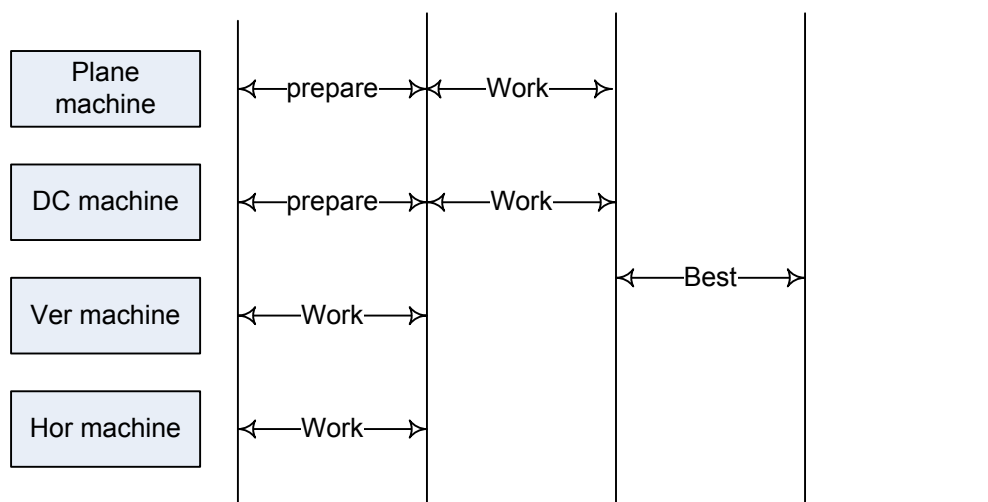 Plane
machine
prepare
Work
DC machine
prepare
Work
Best
Ver machine
Work
Hor machine
Work